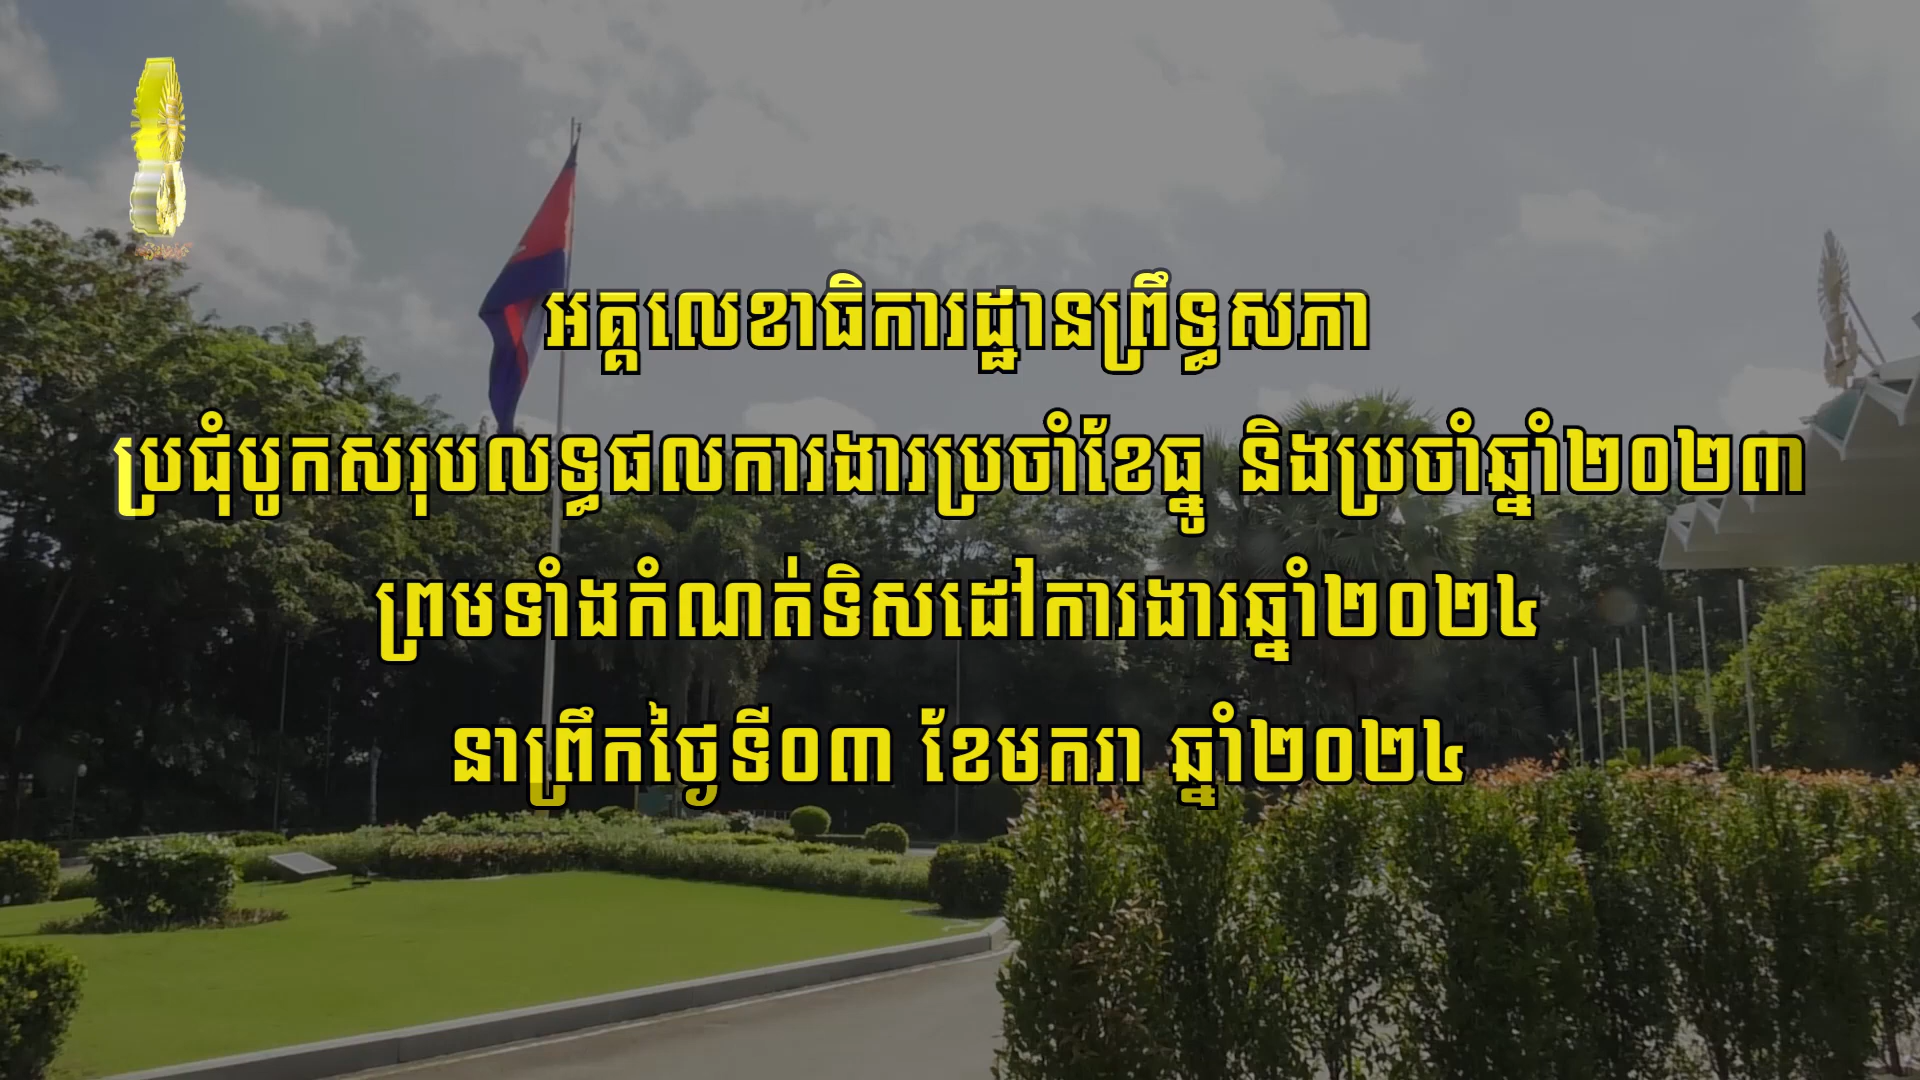 អគ្គលេខាធិការដ្ឋានព្រឹទ្ធសភា
ប្រជុំបូកសរុបលទ្ធផលការងារប្រចាំខែធ្នូ និងប្រចាំឆ្នាំ២០២៣
ព្រមទាំងកំណត់ទិសដៅការងារឆ្នាំ២០២៤
នាព្រឹកថ្ងៃទី០៣ ខែមករា ឆ្នាំ២០២៤